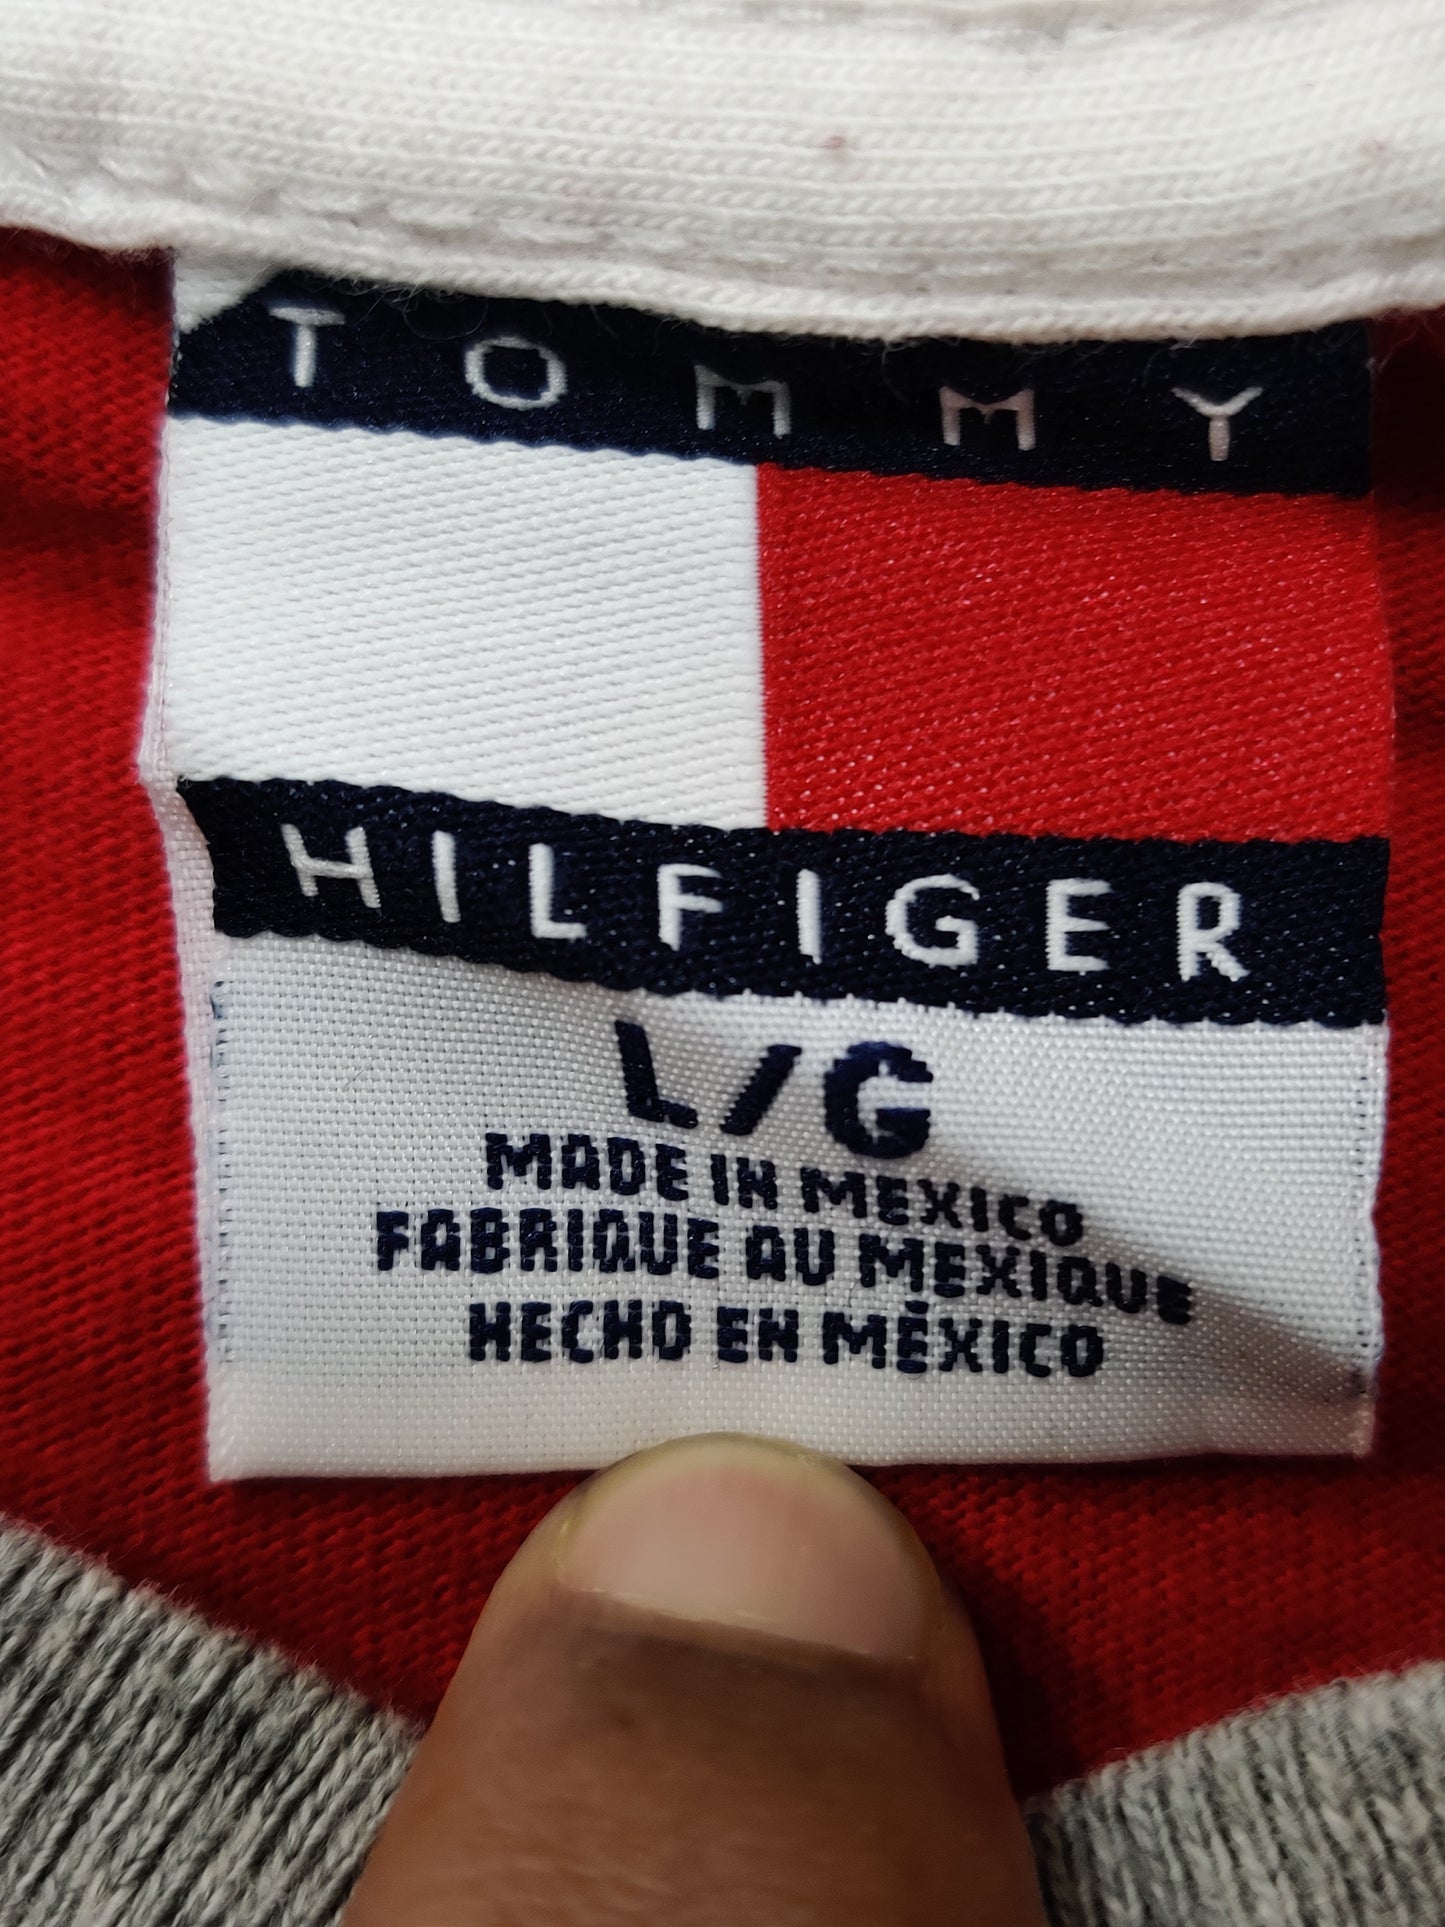 TOMMY
HILFIGER
L/G
MADE IN MEXICO
FABRIQUE AU MEXIQUE
HECHO EN MÉXICO